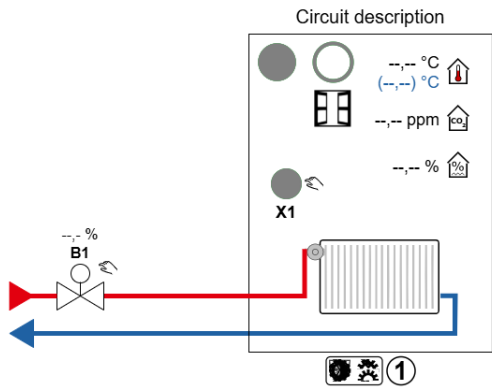 Circuit description
--,-- °C
(--,--) °C
--,-- ppm
CO2
--,-- %
%
X1
--,- %
B1
1